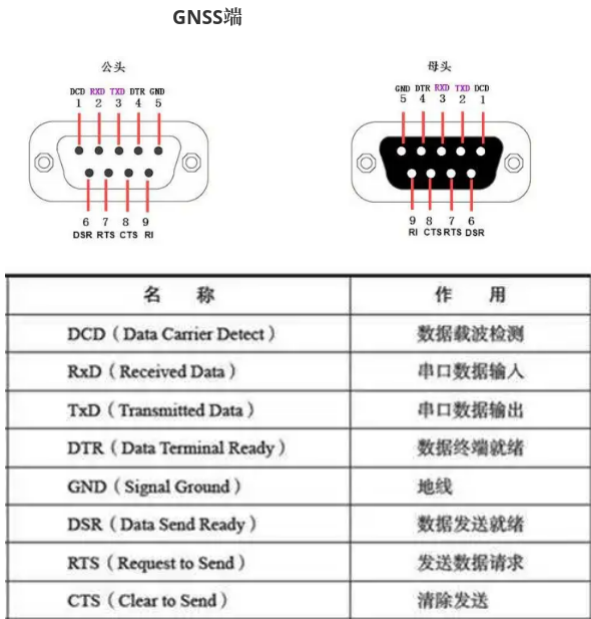 GNSS端
公头
母头
DCD RXD TXD DTR GND
1 2 3 4 5
GND DTR RXD TXD DCD
5 4 3 2 1
6 7 8 9
DSR RTS CTS RI
9 8 7 6
RI CTS RTS DSR
名 称 作 用
DCD（Data Carrier Detect） 数据载波检测
RxD（Received Data） 串口数据输入
TxD（Transmitted Data） 串口数据输出
DTR（Data Terminal Ready） 数据终端就绪
GND（Signal Ground） 地线
DSR（Data Send Ready） 数据发送就绪
RTS（Request to Send） 发送数据请求
CTS（Clear to Send） 清除发送